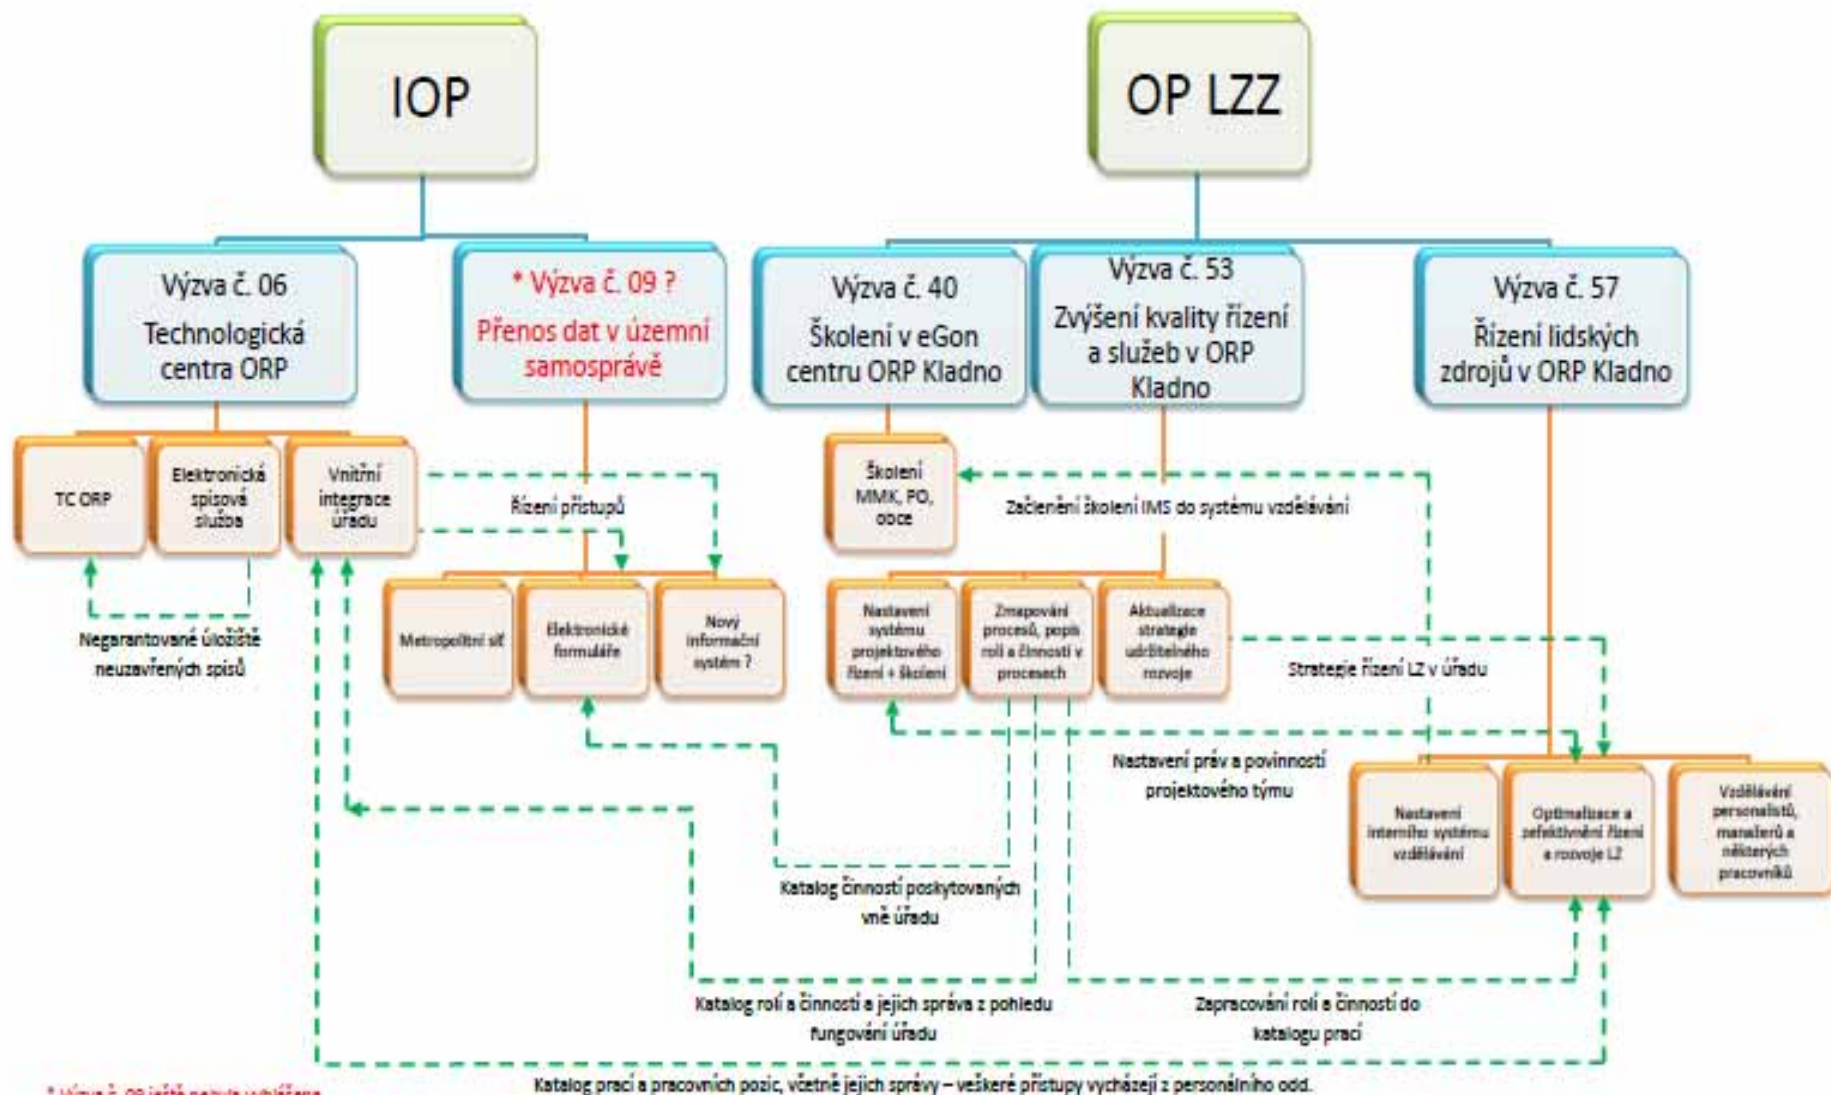 IOP
OP LZZ
Výzva č. 06
Technologická
centra ORP
* Výzva č. 09 ?
Přenos dat v územní
samosprávě
Výzva č. 40
Školení v eGon
centru ORP Kladno
Výzva č. 53
Zvýšení kvality řízení
a služeb v ORP
Kladno
Výzva č. 57
Řízení lidských
zdrojů v ORP Kladno
TC ORP
Elektronická
spisová
služba
Vnitřní
integrace
úřadu
Řízení přístupů
Školení
MMK, PO,
obce
Začlenění školení IMS do systému vzdělávání
Negarantované úložiště
neuzavřených spisů
Metropolitní síť
Elektronické
formuláře
Nový
informační
systém ?
Nastavení
systému
projektového
řízení + školení
Zmapování
procesů, popis
rolí a činností v
procesech
Aktualizace
strategie
udržitelného
rozvoje
Strategie řízení LZ v úřadu
Nastavení práv a povinností
projektového týmu
Nastavení
interního systému
vzdělávání
Optimalizace a
zefektivnění řízení
a rozvoje LZ
Vzdělávání
personalistů,
manažerů a
některých
pracovníků
Katalog činností poskytovaných
vně úřadu
Katalog rolí a činností a jejich správa z pohledu
fungování úřadu
Zapracování rolí a činností do
katalogu prací
Katalog prací a pracovních pozic, včetně jejich správy – veškeré přístupy vycházejí z personálního odd.
* Výzva č. 09 ještě nebyla vyhlášena